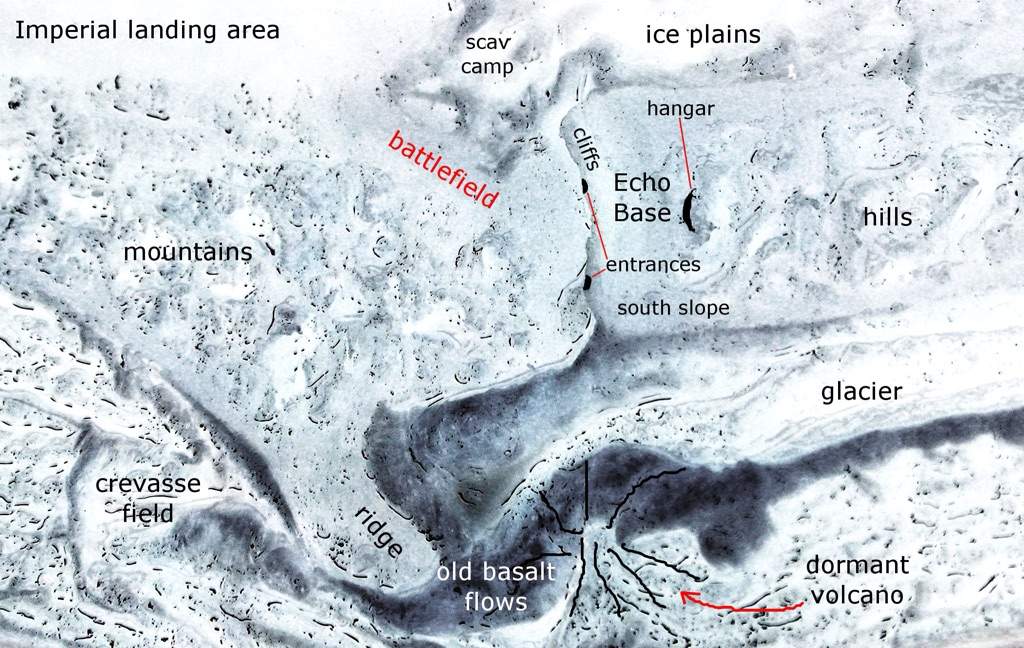 Imperial landing area
scav
camp
ice plains
hangar
cliffs
battlefield
Echo
Base
hills
mountains
entrances
south slope
glacier
crevasse
field
ridge
old basalt
flows
dormant
volcano